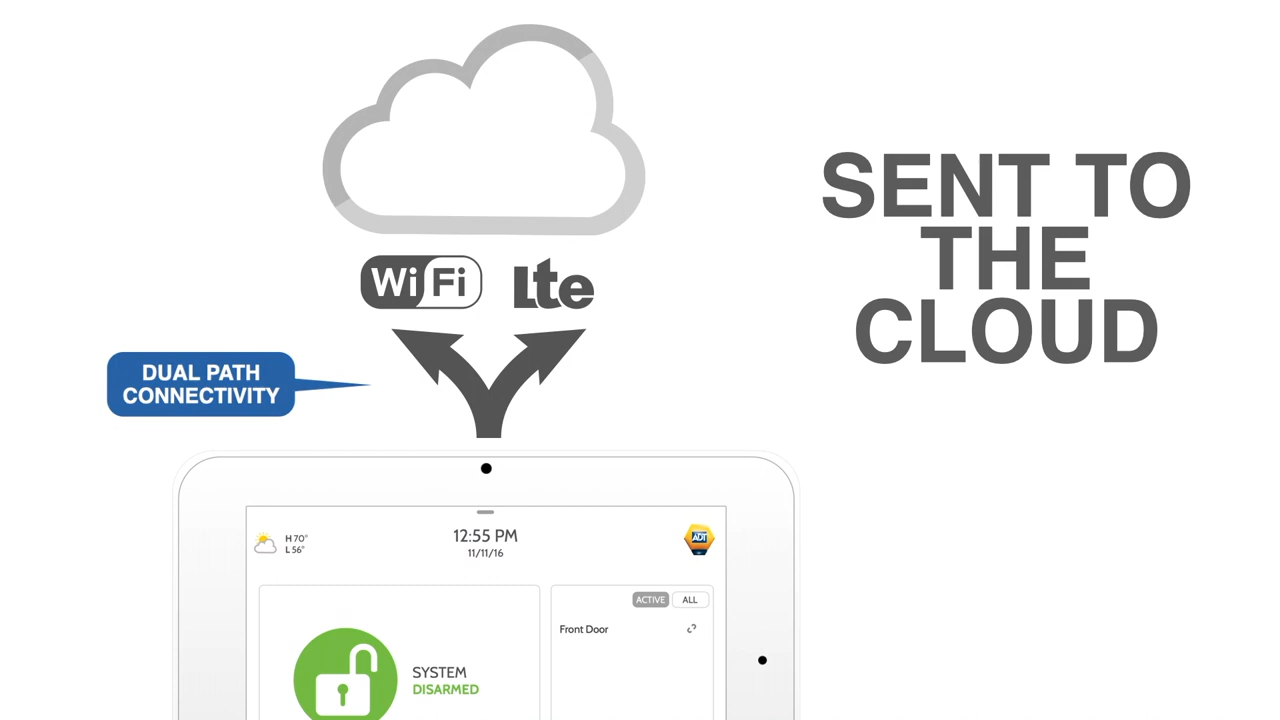 SENT TO
THE
CLOUD
WiFi
Lte
DUAL PATH
CONNECTIVITY
H 70°
L 56°
12:55 PM
11/11/16
ADT
ACTIVE
ALL
Front Door
SYSTEM
DISARMED